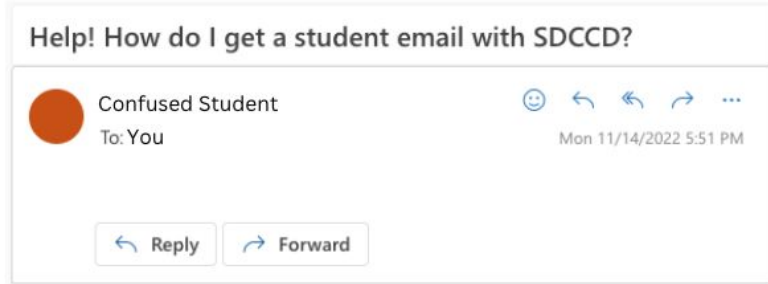 Help! How do I get a student email with SDCCD?
Confused Student
To: You
Mon 11/14/2022 5:51 PM
Reply
Forward